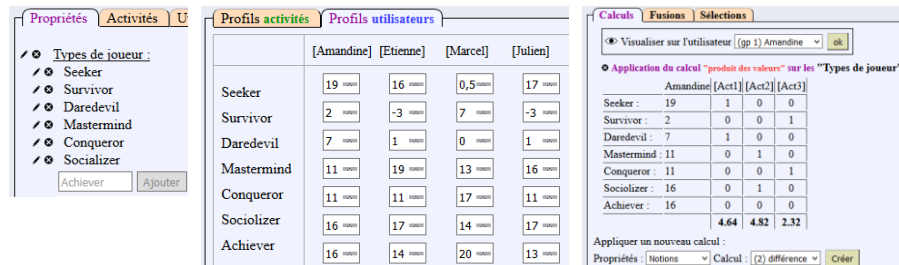 Propriétés Activités U
Types de joueur :
Seeker
Survivor
Daredevil
Mastermind
Conqueror
Socializer
Achiever Ajouter
Profils activités Profils utilisateurs
[Amandine] [Etienne] [Marcel] [Julien]
Seeker 19 16 0,5 17
Survivor 2 -3 7 -3
Daredevil 7 1 0 1
Mastermind 11 19 13 16
Conqueror 11 11 17 11
Sociolizer 16 17 14 17
Achiever 16 14 20 13
Calculs Fusions Sélections
Visualiser sur l'utilisateur (gp 1) Amandine ok
Application du calcul "produit des valeurs" sur les "Types de joueur"
Amandine [Act1] [Act2] [Act3]
Seeker : 19 1 0 0
Survivor : 2 0 0 1
Daredevil : 7 1 0 0
Mastermind : 11 0 1 0
Conqueror : 11 0 0 1
Sociolizer : 16 0 1 0
Achiever : 16 0 0 0
4.64 4.82 2.32
Appliquer un nouveau calcul :
Propriétés : Notions Calcul : (2) différence Créer